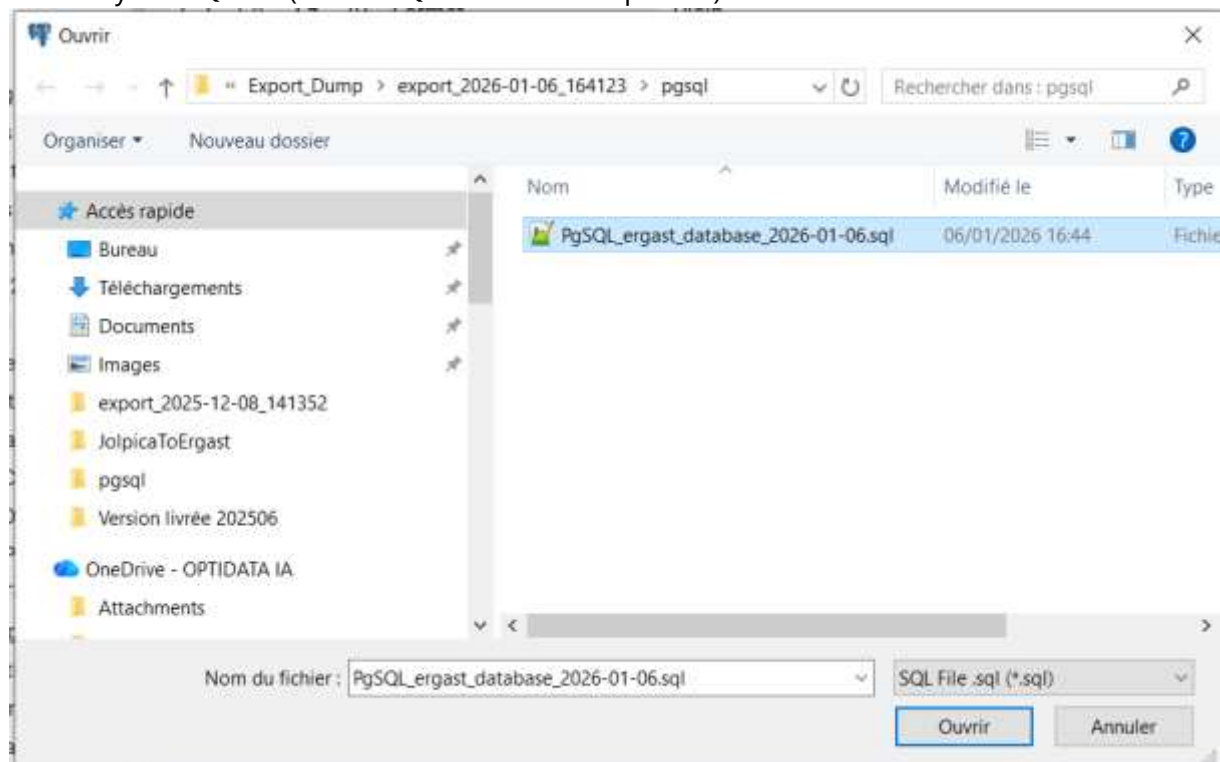 Ouvrir
« Export_Dump > export_2026-01-06_164123 > pgsql
Rechercher dans : pgsql
Organiser
Nouveau dossier
Nom
Modifié le
Type
Accès rapide
PgSQL_ergast_database_2026-01-06.sql
06/01/2026 16:44
Fichie
Bureau
Téléchargements
Documents
Images
export_2025-12-08_141352
JolpicaToErgast
pgsql
Version livrée 202506
OneDrive - OPTIDATA IA
Attachments
Nom du fichier : PgSQL_ergast_database_2026-01-06.sql
SQL File .sql (*.sql)
Ouvrir
Annuler